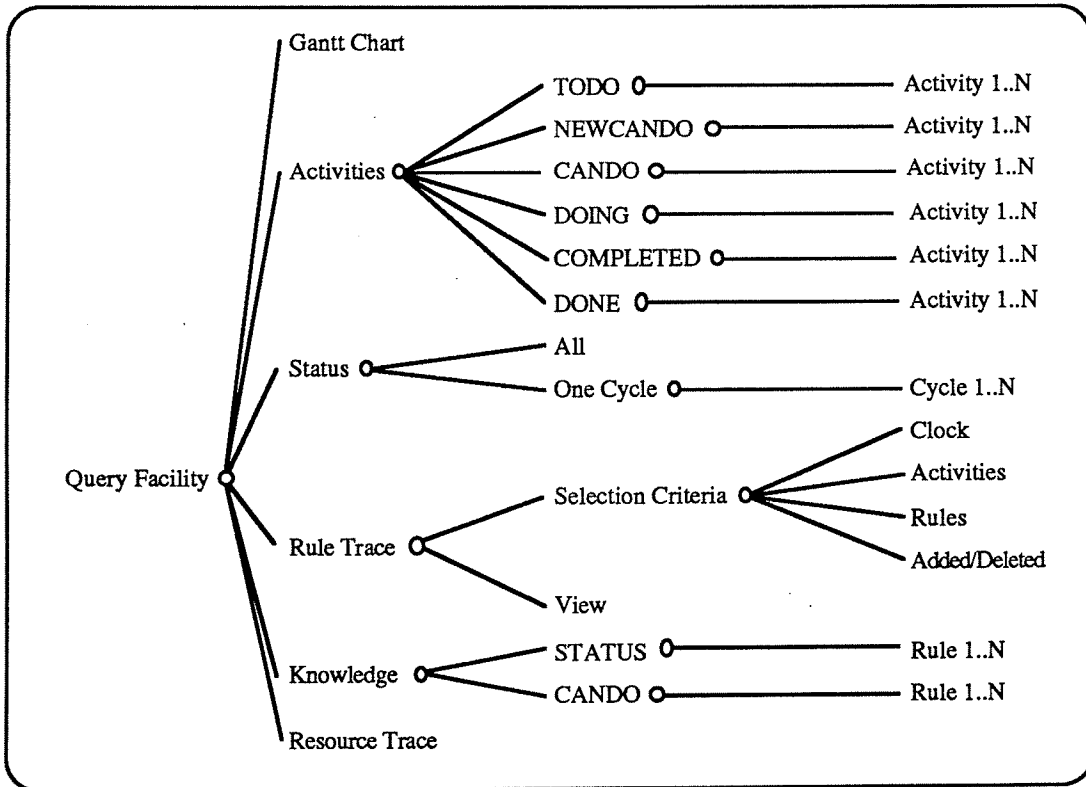 Gantt Chart
TODO
Activity 1..N
NEWCANDO
Activity 1..N
Activities
CANDO
Activity 1..N
DOING
Activity 1..N
COMPLETED
Activity 1..N
DONE
Activity 1..N
All
Status
One Cycle
Cycle 1..N
Clock
Query Facility
Activities
Selection Criteria
Rules
Rule Trace
Added/Deleted
View
STATUS
Rule 1..N
Knowledge
CANDO
Rule 1..N
Resource Trace